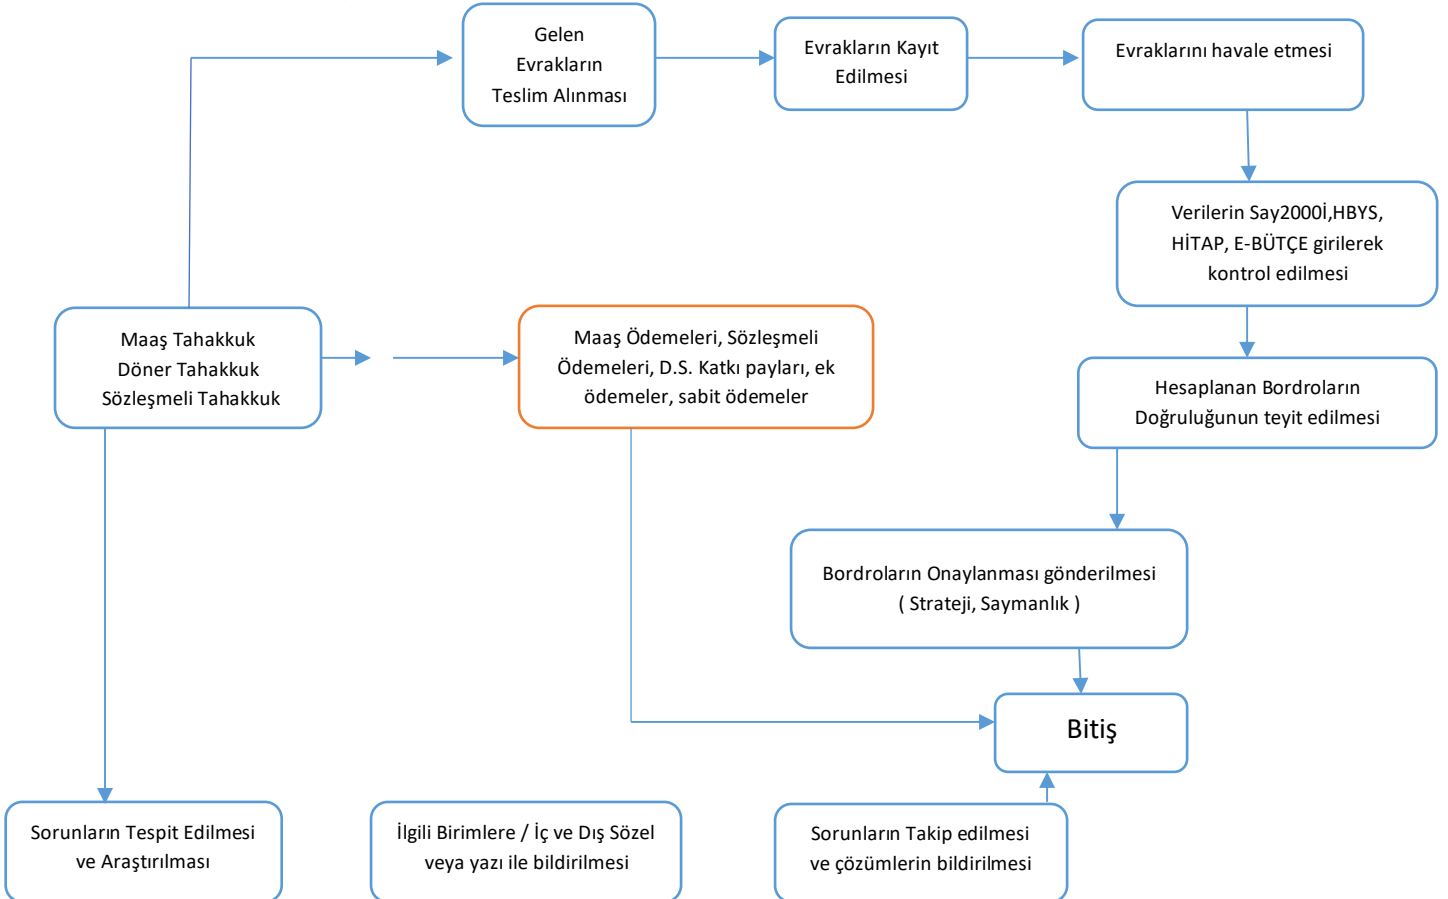 Gelen
Evrakların
Teslim Alınması
Evrakların Kayıt
Edilmesi
Evraklarını havale etmesi
Verilerin Say2000İ,HBYS,
HİTAP, E-BÜTÇE girilerek
kontrol edilmesi
Maaş Tahakkuk
Döner Tahakkuk
Sözleşmeli Tahakkuk
Maaş Ödemeleri, Sözleşmeli
Ödemeleri, D.S. Katkı payları, ek
ödemeler, sabit ödemeler
Hesaplanan Bordroların
Doğruluğunun teyit edilmesi
Bordroların Onaylanması gönderilmesi
( Strateji, Saymanlık )
Bitiş
Sorunların Tespit Edilmesi
ve Araştırılması
İlgili Birimlere / İç ve Dış Sözel
veya yazı ile bildirilmesi
Sorunların Takip edilmesi
ve çözümlerin bildirilmesi